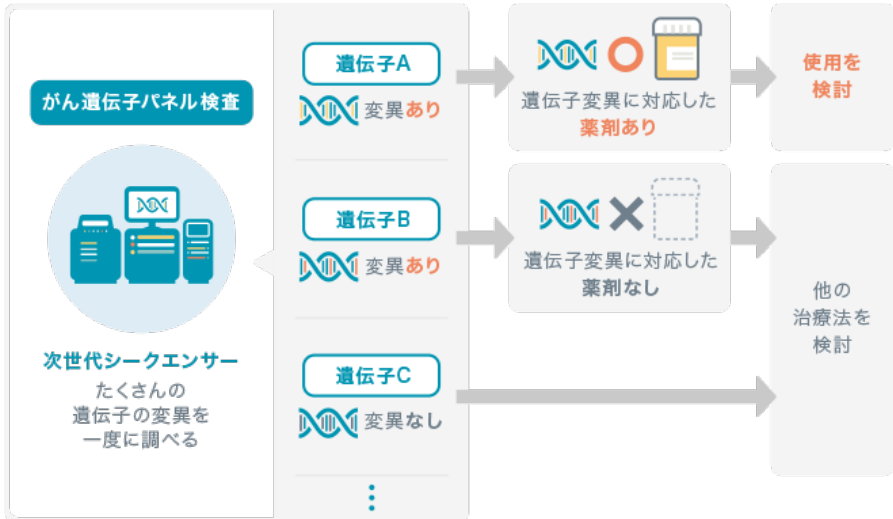 がん遺伝子パネル検査
次世代シークエンサー
たくさんの
遺伝子の変異を
一度に調べる
遺伝子A
変異あり
遺伝子変異に対応した
薬剤あり
使用を
検討
遺伝子B
変異あり
遺伝子変異に対応した
薬剤なし
遺伝子C
変異なし
他の
治療法を
検討